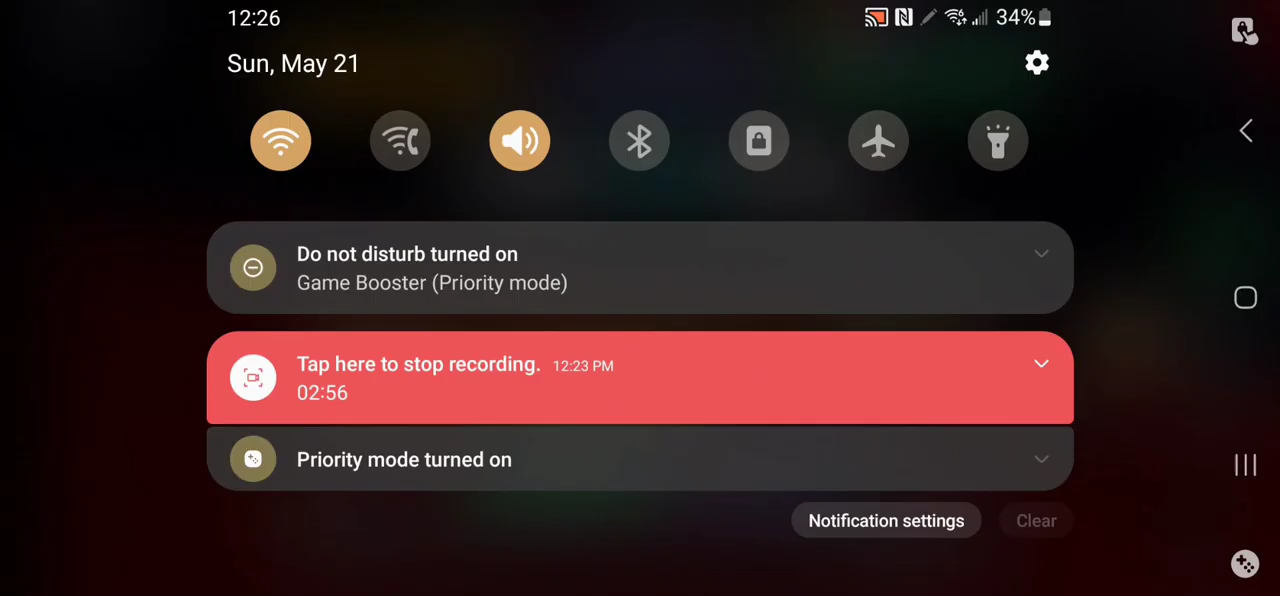 12:26
34%
Sun, May 21
Do not disturb turned on
Game Booster (Priority mode)
Tap here to stop recording. 12:23 PM
02:56
Priority mode turned on
Notification settings
Clear